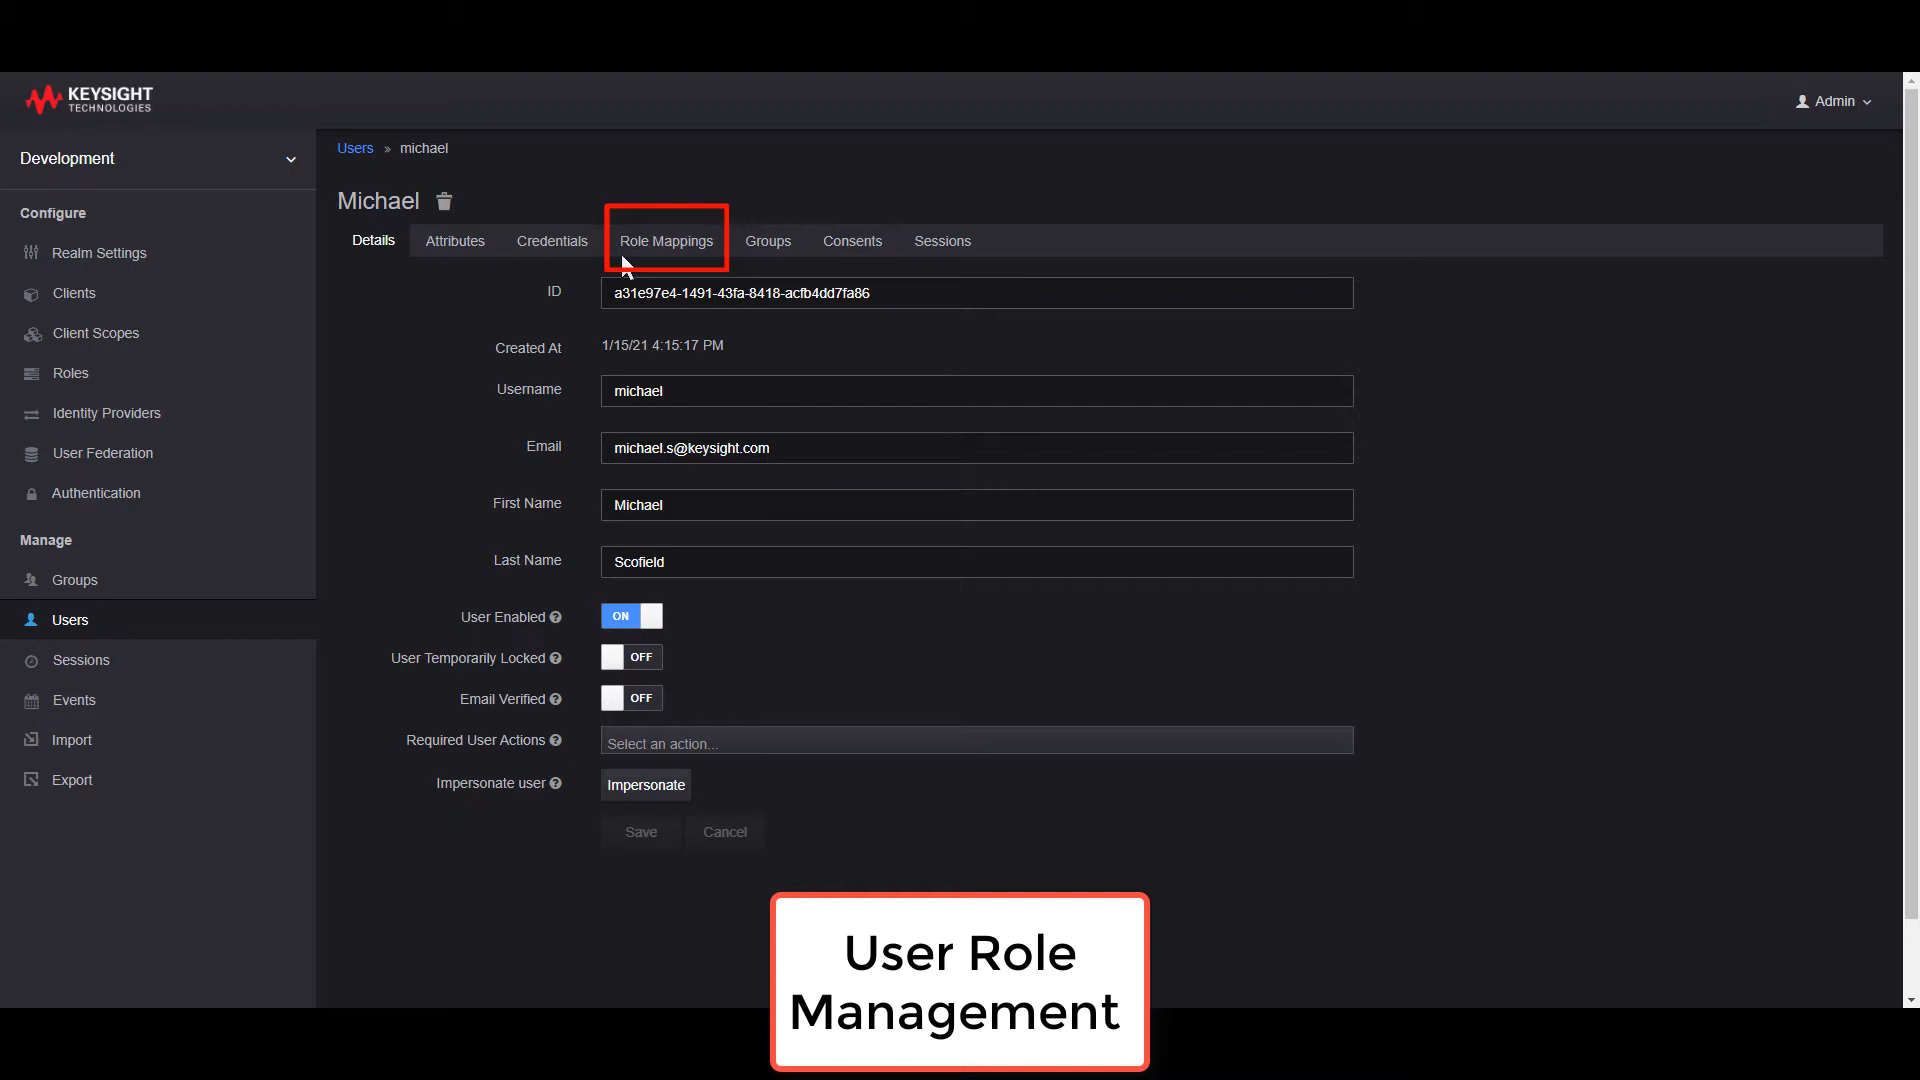 KEYSIGHT
TECHNOLOGIES
Admin
Development
Users » michael
Configure
Michael
Details Attributes Credentials Role Mappings Groups Consents Sessions
Realm Settings
Clients
Client Scopes
Roles
Identity Providers
User Federation
Authentication
Manage
Groups
Users
Sessions
Events
Import
Export
ID a31e97e4-1491-43fa-8418-acfb4dd7fa86
Created At 1/15/21 4:15:17 PM
Username michael
Email michael.s@keysight.com
First Name Michael
Last Name Scofield
User Enabled ON
User Temporarily Locked OFF
Email Verified OFF
Required User Actions Select an action...
Impersonate user Impersonate
Save Cancel
User Role
Management